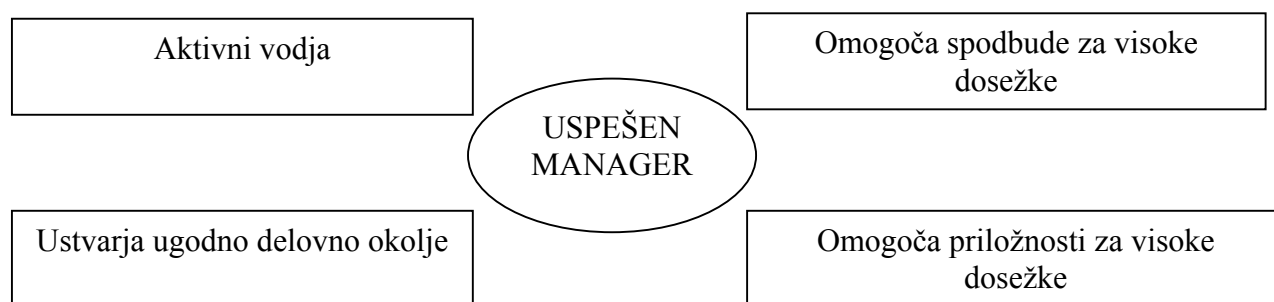 Aktivni vodja
Omogoča spodbude za visoke
dosežke
USPEŠEN
MANAGER
Ustvarja ugodno delovno okolje
Omogoča priložnosti za visoke
dosežke